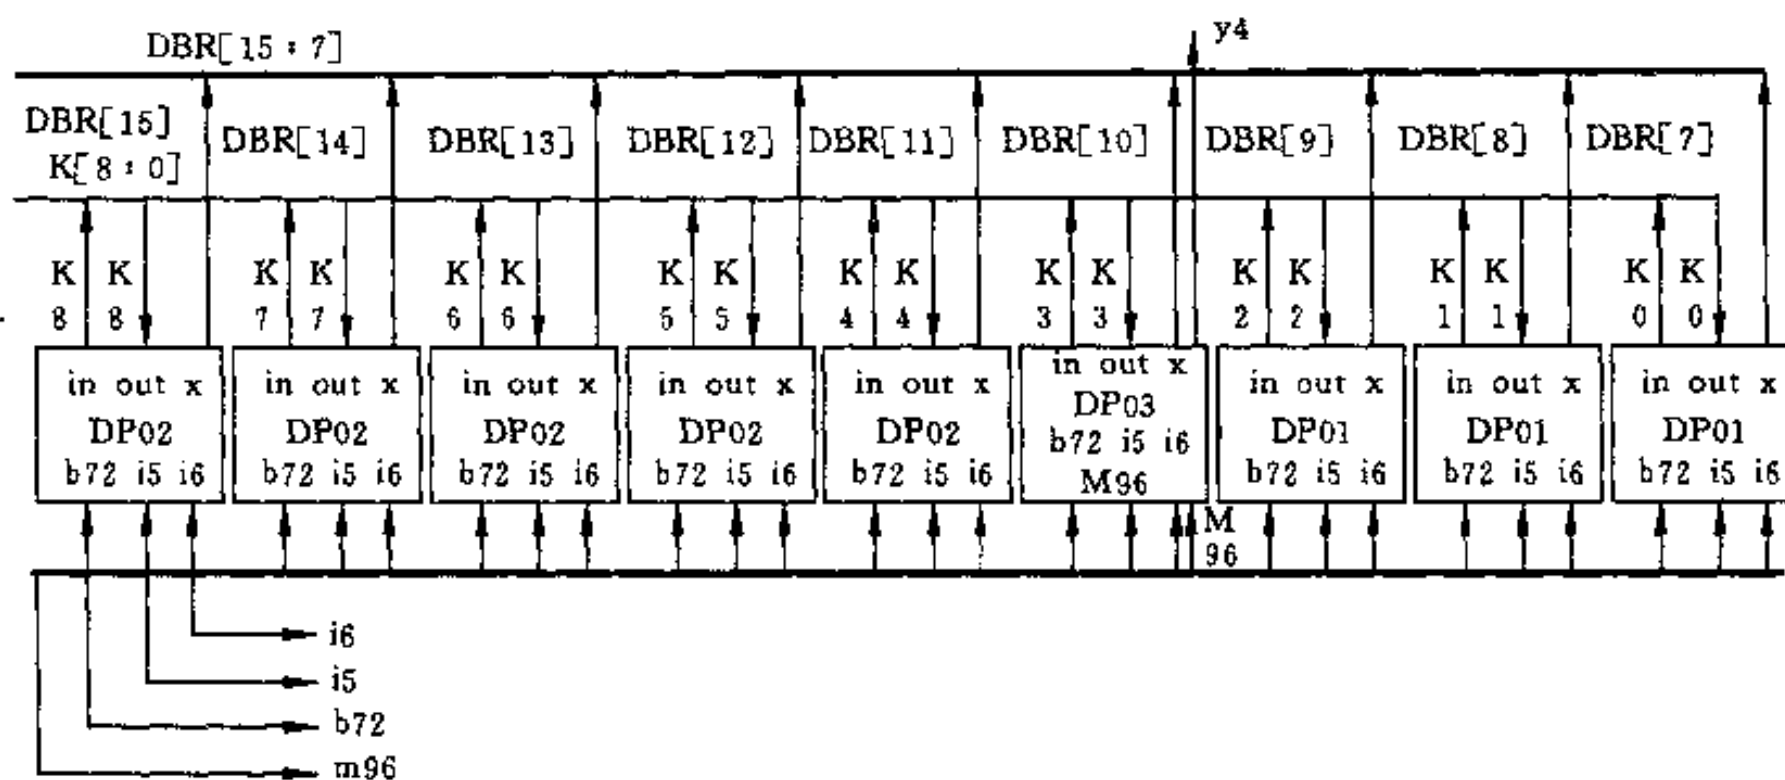 y4
DBR[15:7]
DBR[15] DBR[14] DBR[13] DBR[12] DBR[11] DBR[10] DBR[9] DBR[8] DBR[7]
K[8:0]
K K K K K K K K K K K K K K K K K K
8 8 7 7 6 6 5 5 4 4 3 3 2 2 1 1 0 0
in out x in out x in out x in out x in out x in out x in out x in out x in out x
DP02 DP02 DP02 DP02 DP02 DP03 DP01 DP01 DP01
b72 i5 i6 b72 i5 i6 b72 i5 i6 b72 i5 i6 b72 i5 i6 b72 i5 i6 b72 i5 i6 b72 i5 i6 b72 i5 i6
M96
M
96
i6
i5
b72
m96